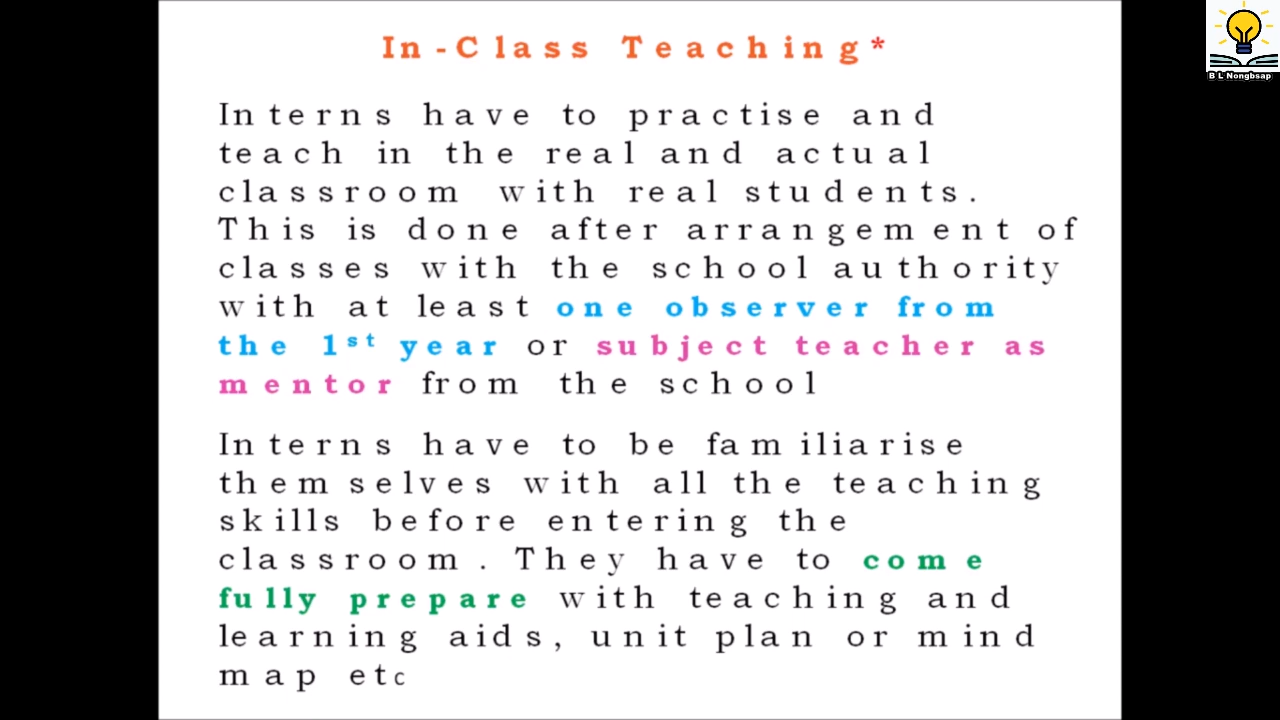 In-Class Teaching*
Interns have to practise and
teach in the real and actual
classroom with real students.
This is done after arrangement of
classes with the school authority
with at least one observer from
the 1st year or subject teacher as
mentor from the school
Interns have to be familiarise
themselves with all the teaching
skills before entering the
classroom. They have to come
fully prepare with teaching and
learning aids, unit plan or mind
map etc
B L Nongbsap